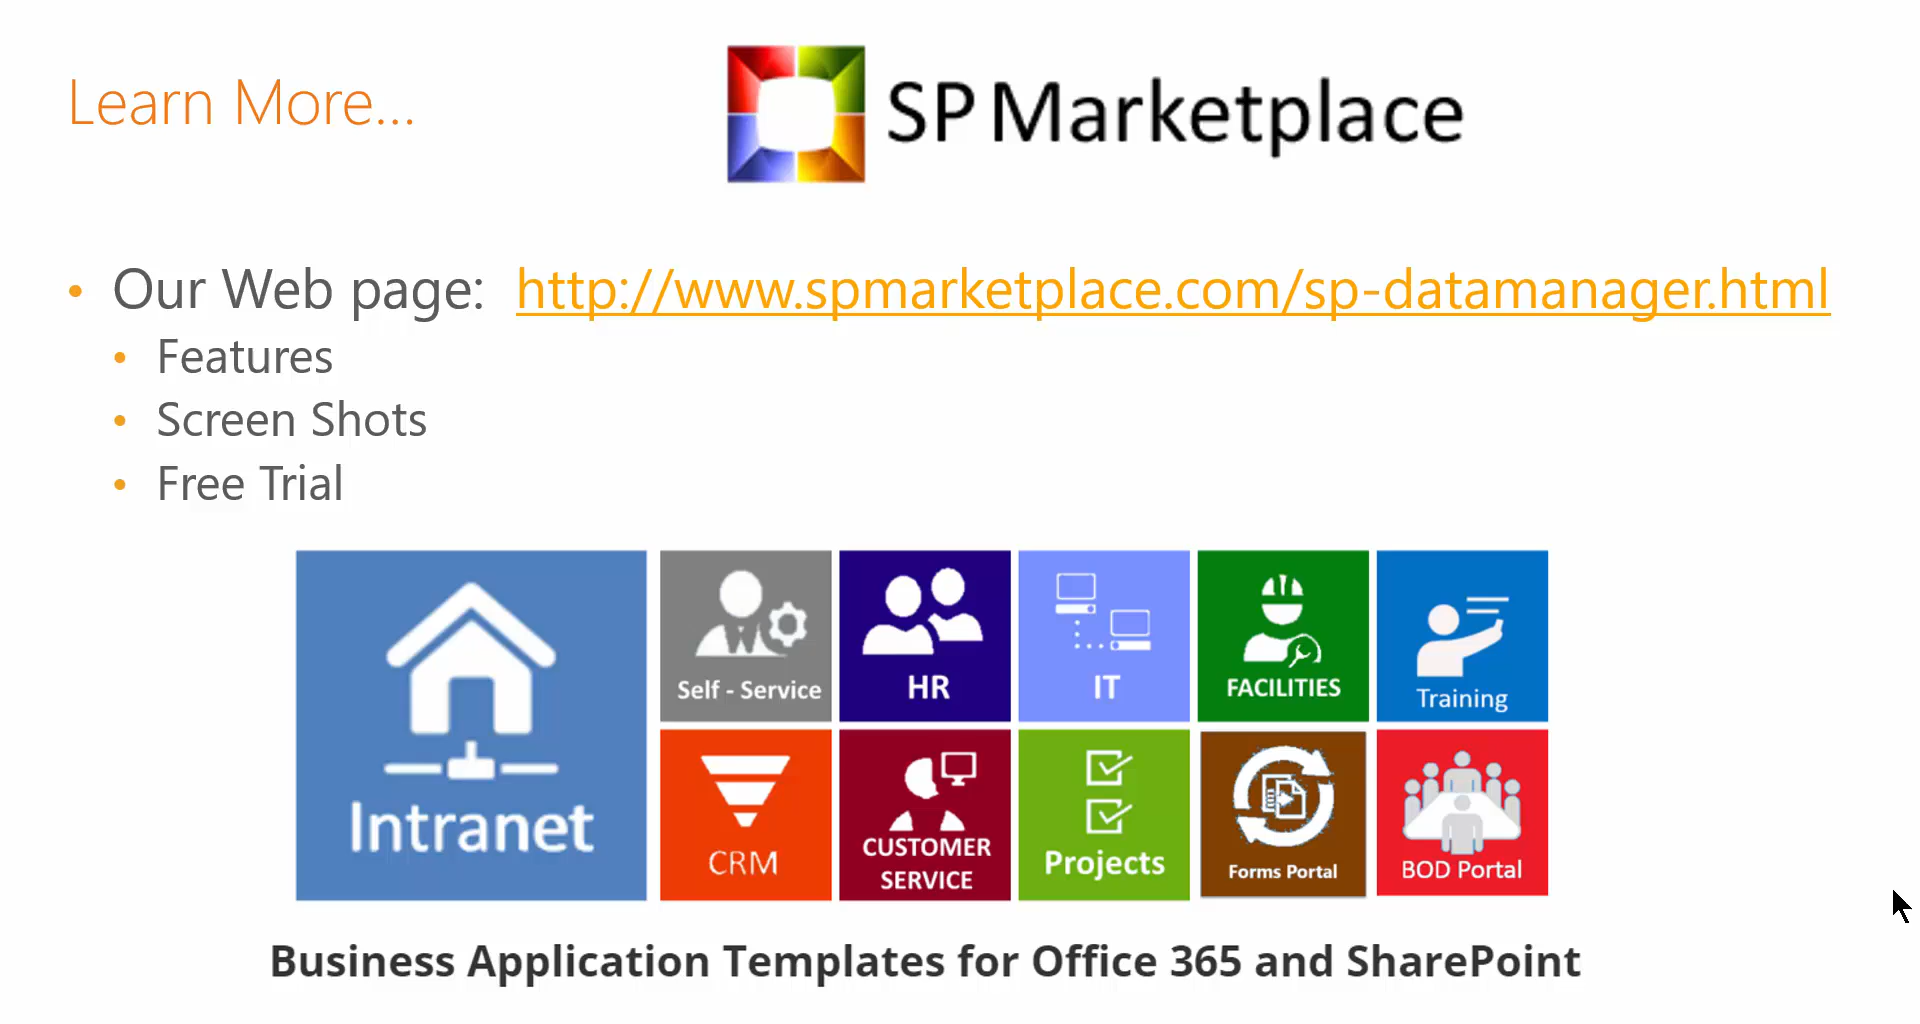 Learn More...
SP Marketplace
• Our Web page: http://www.spmarketplace.com/sp-datamanager.html
• Features
• Screen Shots
• Free Trial
Intranet
Self - Service
HR
IT
FACILITIES
Training
CRM
CUSTOMER
SERVICE
Projects
Forms Portal
BOD Portal
Business Application Templates for Office 365 and SharePoint